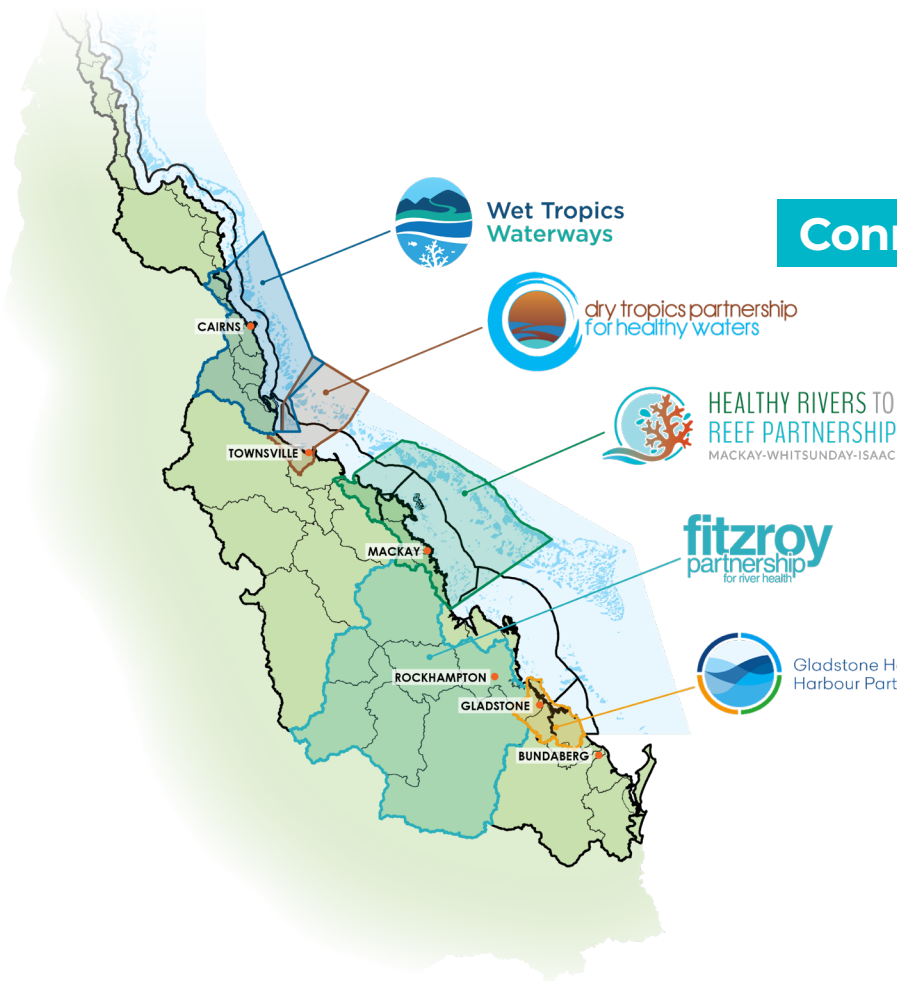 Wet Tropics
Waterways
Conn
dry tropics partnership
for healthy waters
CAIRNS
HEALTHY RIVERS TO
REEF PARTNERSHIP
MACKAY-WHITSUNDAY-ISAAC
TOWNSVILLE
fitzroy
partnership
for river health
MACKAY
Gladstone H
Harbour Part
ROCKHAMPTON
GLADSTONE
BUNDABERG